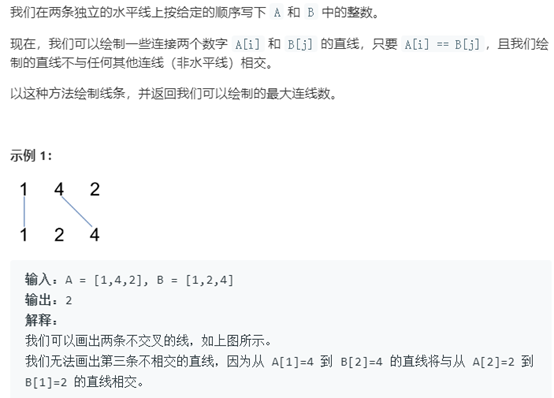 我们在两条独立的水平线上按给定的顺序写下 A 和 B 中的整数。
现在，我们可以绘制一些连接两个数字 A[i] 和 B[j] 的直线，只要 A[i] == B[j]，且我们绘
制的直线不与任何其他连线（非水平线）相交。
以这种方法绘制线条，并返回我们可以绘制的最大连线数。
示例 1：
1 4 2
1 2 4
输入：A = [1,4,2], B = [1,2,4]
输出：2
解释：
我们可以画出两条不交叉的线，如上图所示。
我们无法画出第三条不相交的直线，因为从 A[1]=4 到 B[2]=4 的直线将与从 A[2]=2 到
B[1]=2 的直线相交。